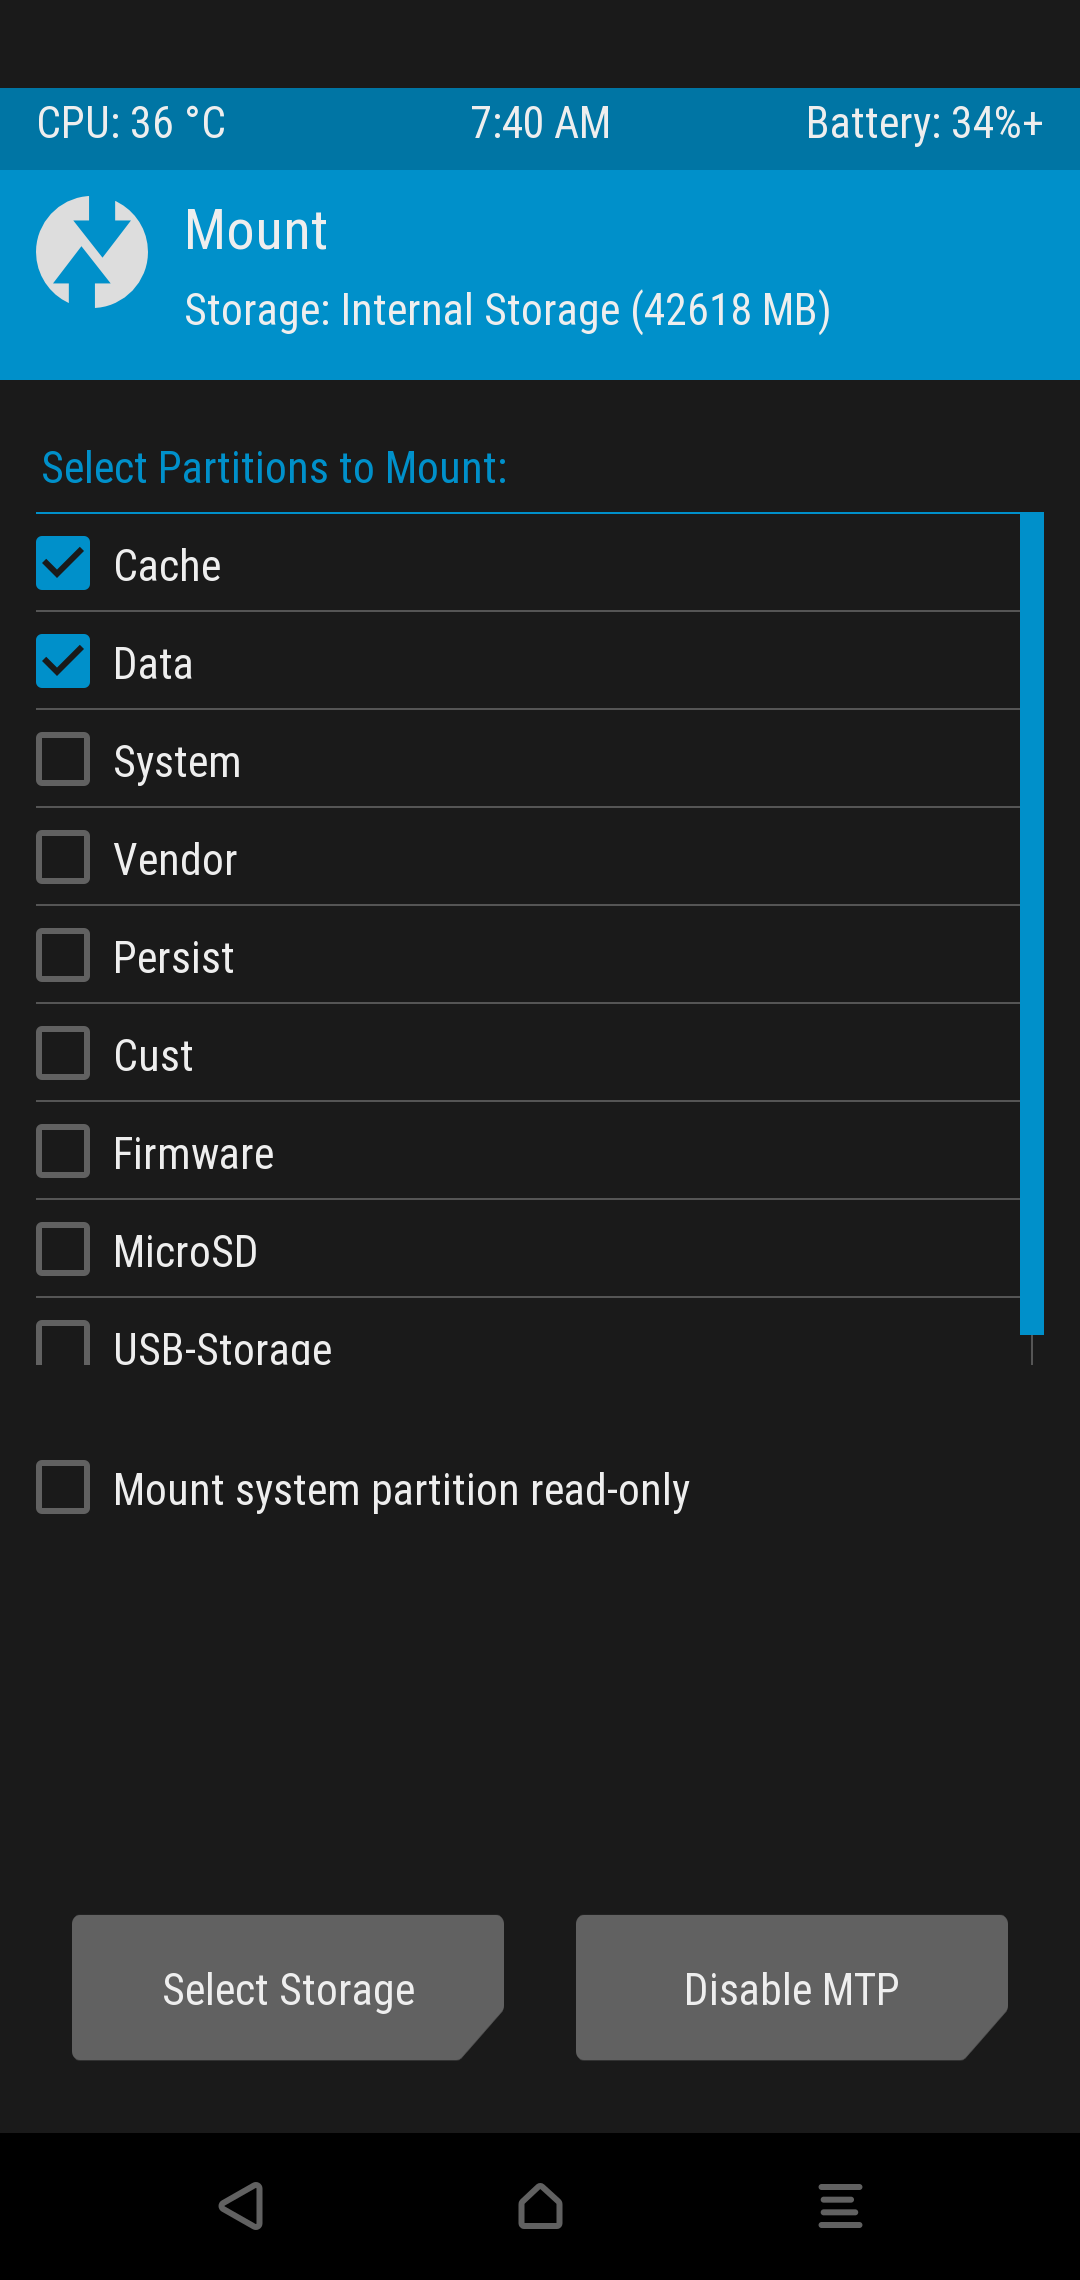 CPU: 36 °C 7:40 AM Battery: 34%+
Mount
Storage: Internal Storage (42618 MB)
Select Partitions to Mount:
Cache
Data
System
Vendor
Persist
Cust
Firmware
MicroSD
USB-Storage
Mount system partition read-only
Select Storage Disable MTP